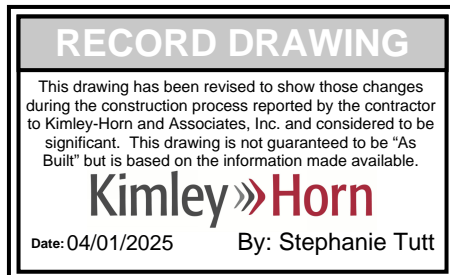 RECORD DRAWING
This drawing has been revised to show those changes
during the construction process reported by the contractor
to Kimley-Horn and Associates, Inc. and considered to be
significant. This drawing is not guaranteed to be “As
Built” but is based on the information made available.
Kimley»Horn
Date: 04/01/2025 By: Stephanie Tutt